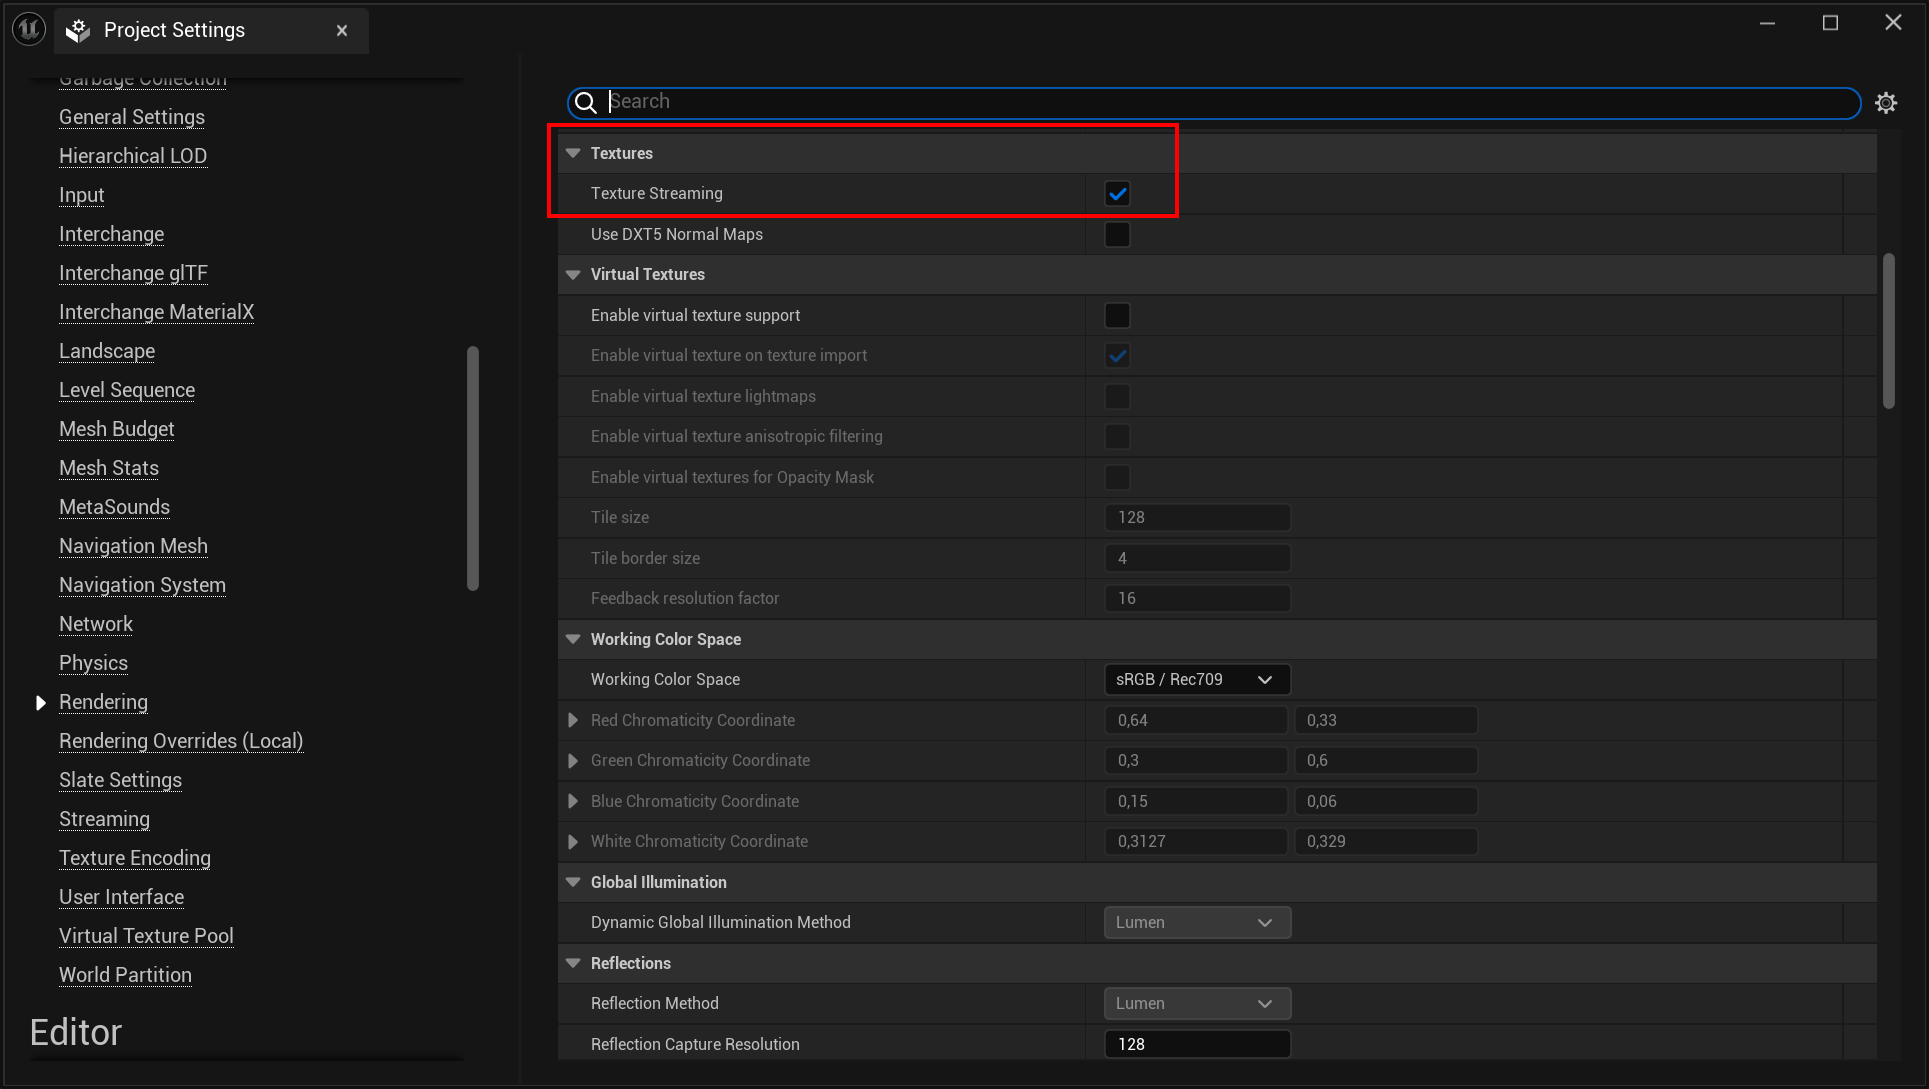 Project Settings
Garbage Collection
General Settings
Hierarchical LOD
Input
Interchange
Interchange glTF
Interchange MaterialX
Landscape
Level Sequence
Mesh Budget
Mesh Stats
MetaSounds
Navigation Mesh
Navigation System
Network
Physics
Rendering
Rendering Overrides (Local)
Slate Settings
Streaming
Texture Encoding
User Interface
Virtual Texture Pool
World Partition
Editor
Search
Textures
Texture Streaming
Use DXT5 Normal Maps
Virtual Textures
Enable virtual texture support
Enable virtual texture on texture import
Enable virtual texture lightmaps
Enable virtual texture anisotropic filtering
Enable virtual textures for Opacity Mask
Tile size 128
Tile border size 4
Feedback resolution factor 16
Working Color Space
Working Color Space sRGB / Rec709
Red Chromaticity Coordinate 0,64 0,33
Green Chromaticity Coordinate 0,3 0,6
Blue Chromaticity Coordinate 0,15 0,06
White Chromaticity Coordinate 0,3127 0,329
Global Illumination
Dynamic Global Illumination Method Lumen
Reflections
Reflection Method Lumen
Reflection Capture Resolution 128